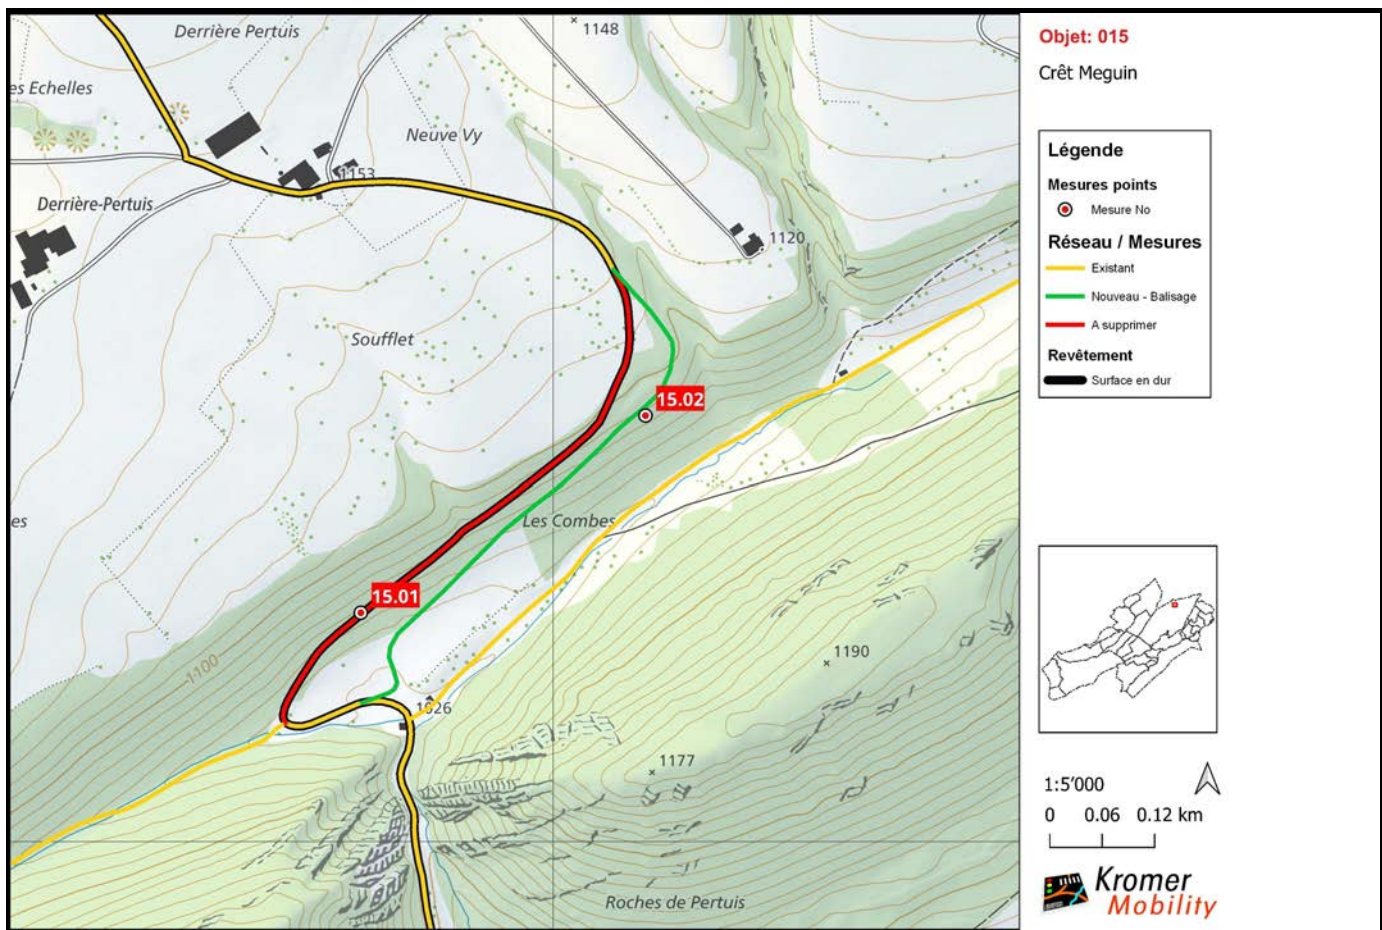 Derrière Pertuis
1148
es Echelles
Neuve Vy
1153
Derrière-Pertuis
1120
Soufflet
15.02
es
Les Combes
15.01
1100
1190
1026
1177
Roches de Pertuis
Objet: 015
Crêt Meguin
Légende
Mesures points
Mesure No
Réseau / Mesures
Existant
Nouveau - Balisage
A supprimer
Revêtement
Surface en dur
1:5'000
0 0.06 0.12 km
Kromer
Mobility